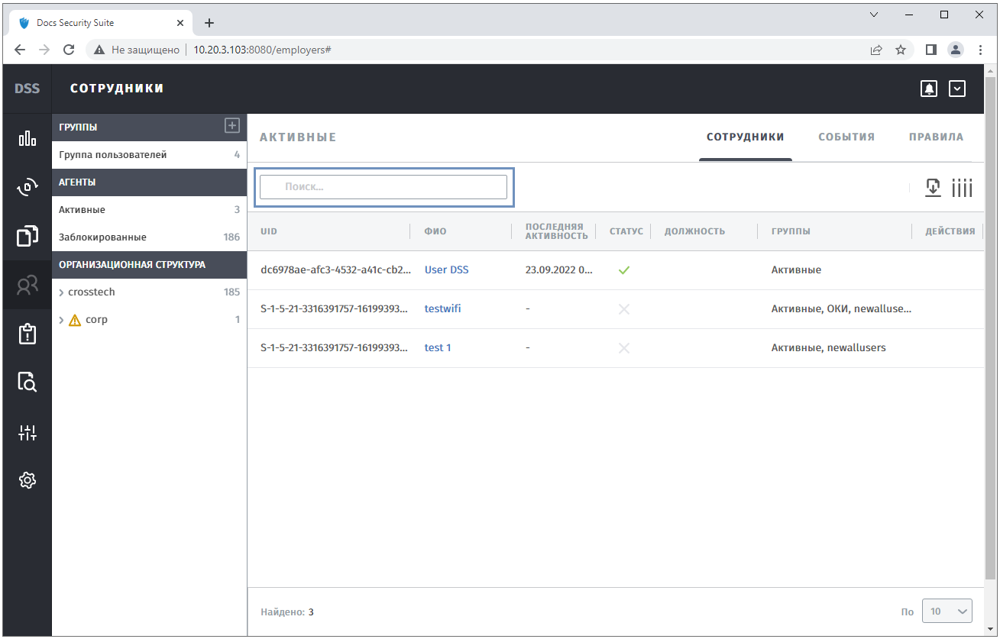 Docs Security Suite
Не защищено 10.20.3.103:8080/employers#
DSS СОТРУДНИКИ
ГРУППЫ
Группа пользователей 4
АГЕНТЫ
Активные 3
Заблокированные 186
ОРГАНИЗАЦИОННАЯ СТРУКТУРА
crosstech 185
corp 1
АКТИВНЫЕ СОТРУДНИКИ СОБЫТИЯ ПРАВИЛА
Поиск...
UID ФИО ПОСЛЕДНЯЯ АКТИВНОСТЬ СТАТУС ДОЛЖНОСТЬ ГРУППЫ ДЕЙСТВИЯ
dc6978ae-afc3-4532-a41c-cb2... User DSS 23.09.2022 0... Активные
S-1-5-21-3316391757-16199393... testwifi - Активные, ОКИ, newalluse...
S-1-5-21-3316391757-16199393... test 1 - Активные, newallusers
Найдено: 3 По 10